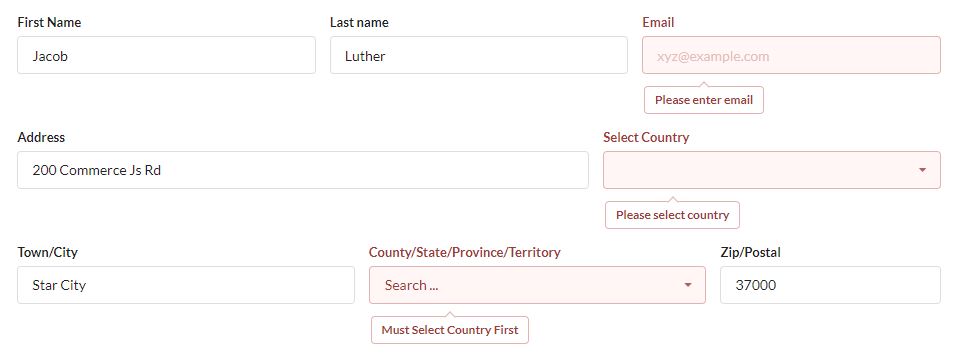 First Name Last name Email
Jacob Luther xyz@example.com
Please enter email
Address Select Country
200 Commerce Js Rd
Please select country
Town/City County/State/Province/Territory Zip/Postal
Star City Search ... 37000
Must Select Country First